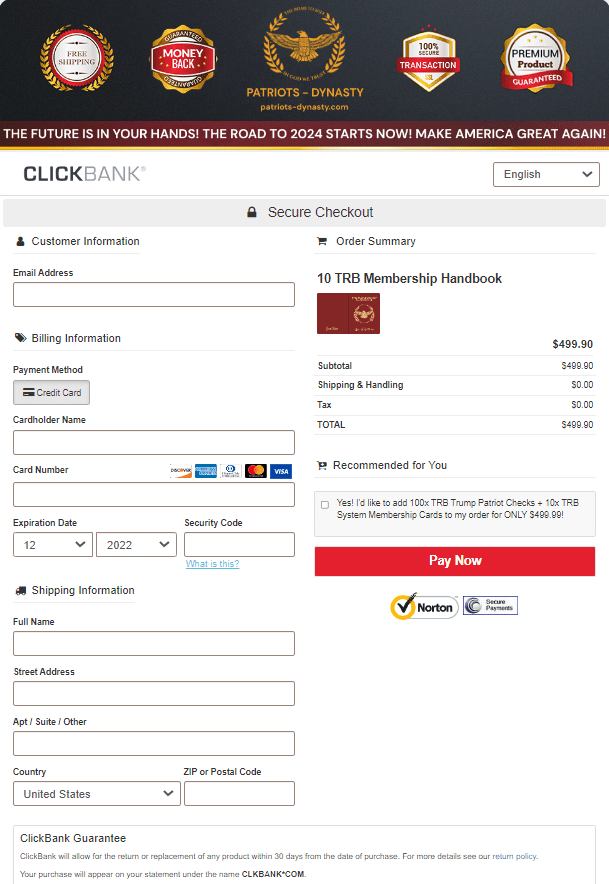 FREE
SHIPPING
GUARANTEED
MONEY
BACK
GUARANTEED
IN GOD WE TRUST
PATRIOTS - DYNASTY
patriots-dynasty.com
100%
SECURE
TRANSACTION
SSL
PREMIUM
Product
GUARANTEED
THE FUTURE IS IN YOUR HANDS! THE ROAD TO 2024 STARTS NOW! MAKE AMERICA GREAT AGAIN!
CLICKBANK®
English
Secure Checkout
Customer Information
Email Address
Billing Information
Payment Method
Credit Card
Cardholder Name
Card Number
DISCOVER
VISA
Expiration Date
Security Code
12
2022
What is this?
Shipping Information
Full Name
Street Address
Apt / Suite / Other
Country
ZIP or Postal Code
United States
Order Summary
10 TRB Membership Handbook
$499.90
Subtotal $499.90
Shipping & Handling $0.00
Tax $0.00
TOTAL $499.90
Recommended for You
Yes! I'd like to add 100x TRB Trump Patriot Checks + 10x TRB
System Membership Cards to my order for ONLY $499.99!
Pay Now
Norton
Secure
Payments
ClickBank Guarantee
ClickBank will allow for the return or replacement of any product within 30 days from the date of purchase. For more details see our return policy.
Your purchase will appear on your statement under the name CLKBANK*COM.